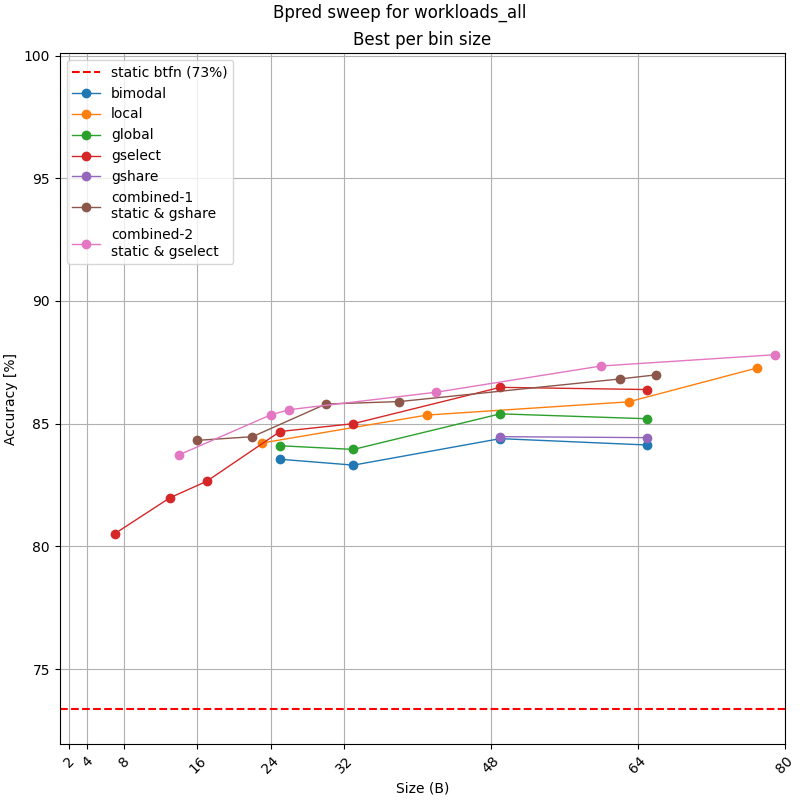 Bpred sweep for workloads_all
Best per bin size
static btfn (73%)
bimodal
local
global
gselect
gshare
combined-1
static & gshare
combined-2
static & gselect
100
95
90
85
80
75
Accuracy [%]
2
4
8
16
24
32
48
64
80
Size (B)